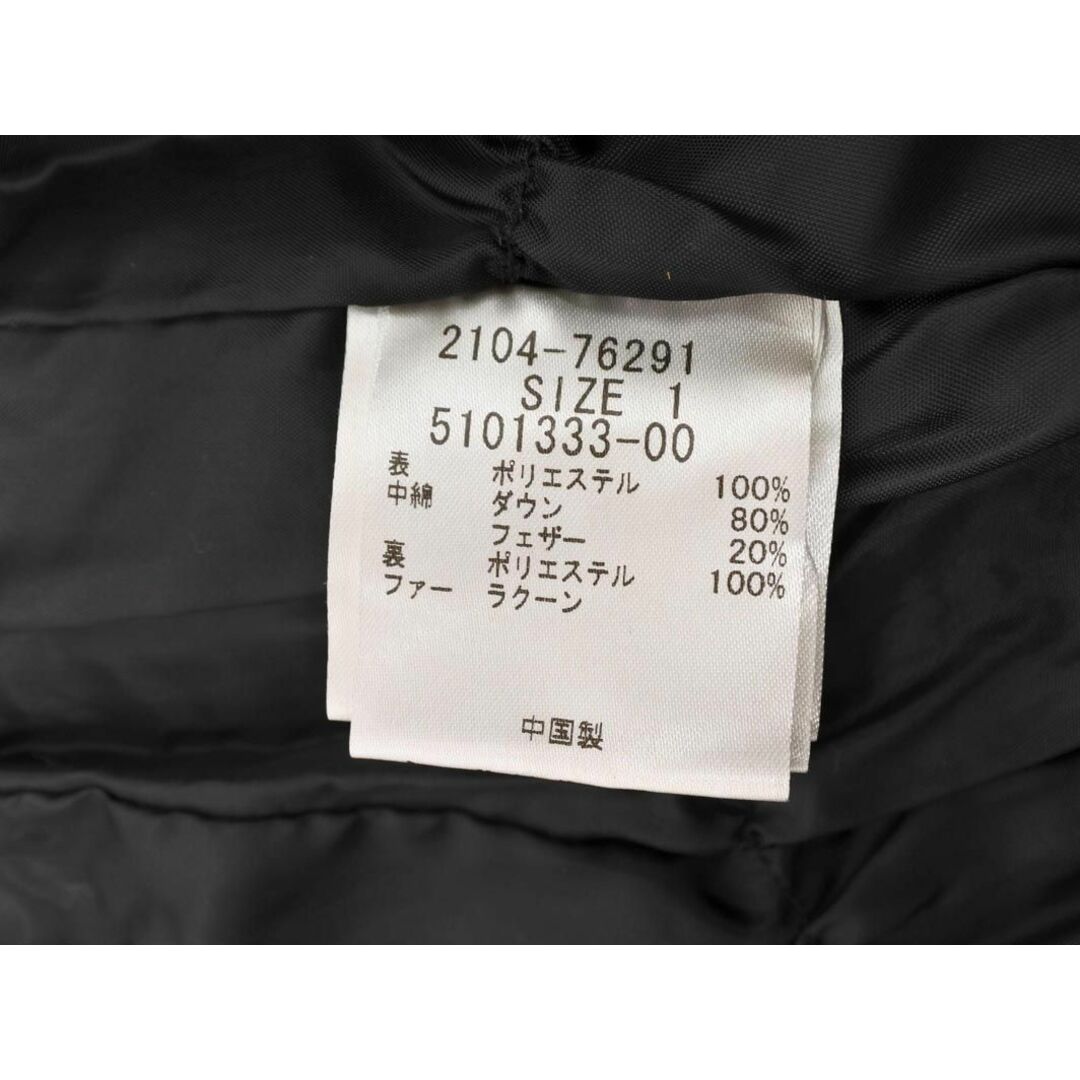 2104-76291
SIZE 1
5101333-00
表 ポリエステル 100%
中綿 ダウン 80%
フェザー 20%
裏 ポリエステル 100%
ファー ラクーン
中国製